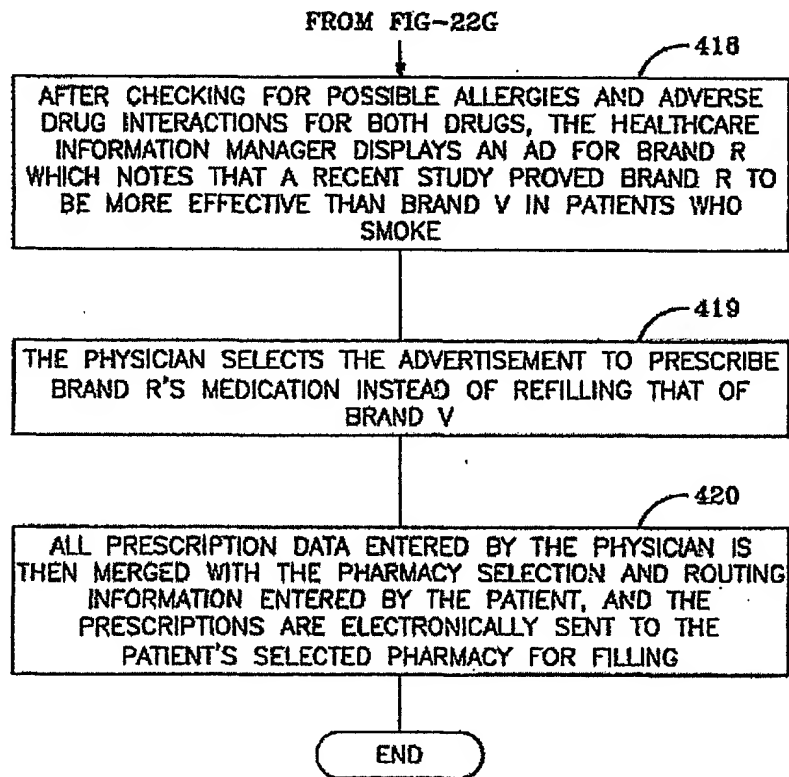 FROM FIG-22G
418
AFTER CHECKING FOR POSSIBLE ALLERGIES AND ADVERSE
DRUG INTERACTIONS FOR BOTH DRUGS, THE HEALTHCARE
INFORMATION MANAGER DISPLAYS AN AD FOR BRAND R
WHICH NOTES THAT A RECENT STUDY PROVED BRAND R TO
BE MORE EFFECTIVE THAN BRAND V IN PATIENTS WHO
SMOKE
419
THE PHYSICIAN SELECTS THE ADVERTISEMENT TO PRESCRIBE
BRAND R'S MEDICATION INSTEAD OF REFILLING THAT OF
BRAND V
420
ALL PRESCRIPTION DATA ENTERED BY THE PHYSICIAN IS
THEN MERGED WITH THE PHARMACY SELECTION AND ROUTING
INFORMATION ENTERED BY THE PATIENT, AND THE
PRESCRIPTIONS ARE ELECTRONICALLY SENT TO THE
PATIENT'S SELECTED PHARMACY FOR FILLING
END